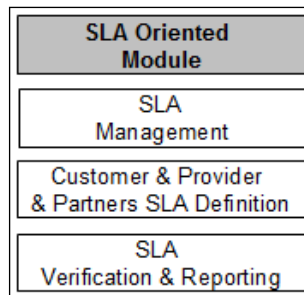 SLA Oriented
Module
SLA
Management
Customer & Provider
& Partners SLA Definition
SLA
Verification & Reporting